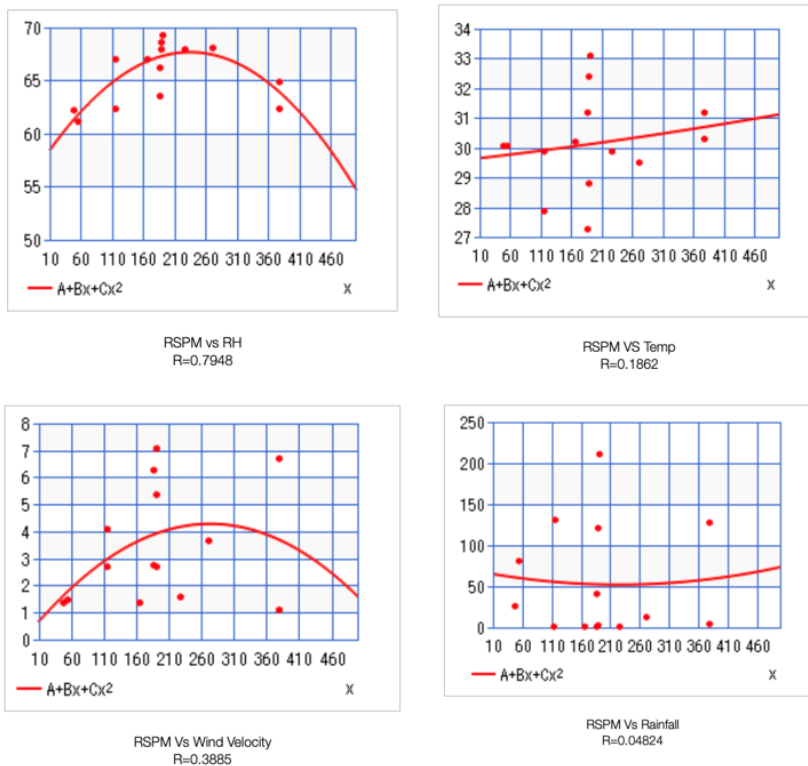 70
65
60
55
50
10 60 110 160 210 260 310 360 410 460
A+Bx+Cx²
X
RSPM vs RH
R=0.7948
34
33
32
31
30
29
28
27
10 60 110 160 210 260 310 360 410 460
A+Bx+Cx²
X
RSPM VS Temp
R=0.1862
8
7
6
5
4
3
2
1
0
10 60 110 160 210 260 310 360 410 460
A+Bx+Cx²
X
RSPM Vs Wind Velocity
R=0.3885
250
200
150
100
50
0
10 60 110 160 210 260 310 360 410 460
A+Bx+Cx²
X
RSPM Vs Rainfall
R=0.04824